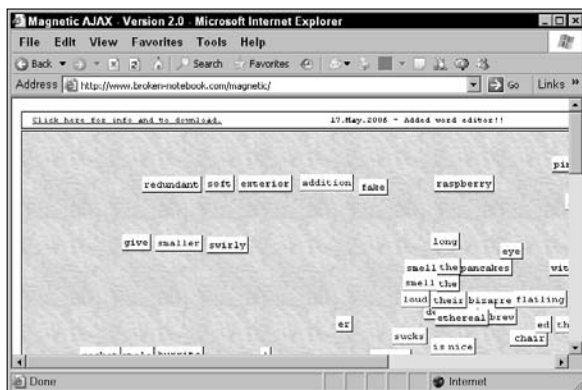 Magnetic AJAX - Version 2.0 - Microsoft Internet Explorer
File Edit View Favorites Tools Help
Back Search Favorites
Address http://www.broken-notebook.com/magnetic/ Go Links »
Click here for info and to download. 17.May.2006 - Added word editor!!
redundant soft exterior addition fake raspberry
give smaller swirly long
eye
smell the pancakes
smell the
loud their bizarre flailing
ethereal brew
er
sucks chair
is nice
Done Internet